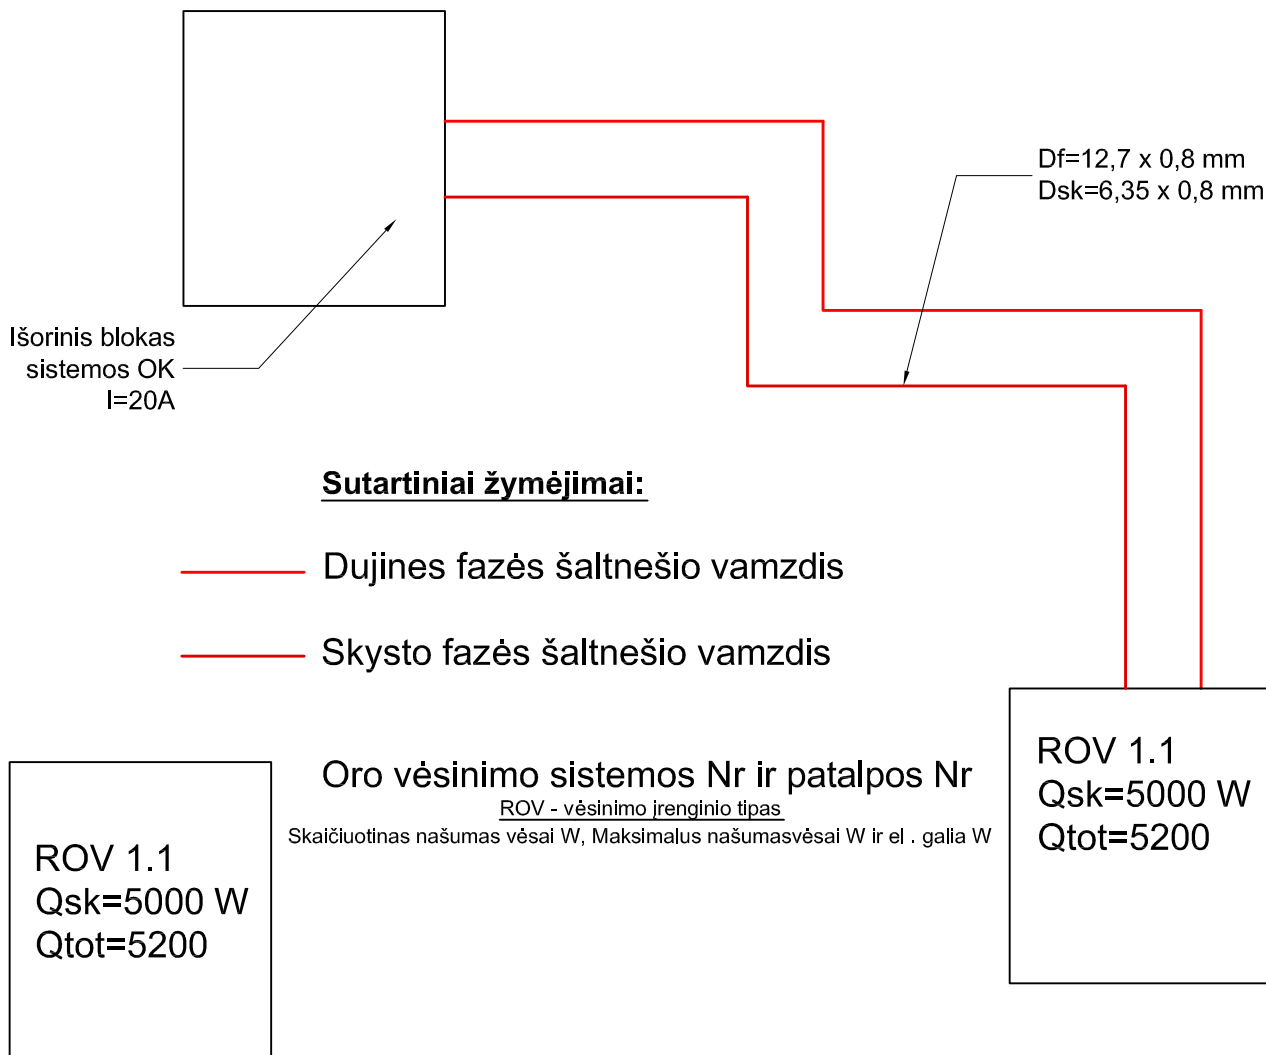 Df=12,7 x 0,8 mm
Dsk=6,35 x 0,8 mm
Išorinis blokas
sistemos OK
I=20A
Sutartiniai žymėjimai:
Dujines fazės šaltnešio vamzdis
Skysto fazės šaltnešio vamzdis
Oro vėsinimo sistemos Nr ir patalpos Nr
ROV - vėsinimo įrenginio tipas
Skaičiuotinas našumas vėsai W, Maksimalus našumasvėsai W ir el . galia W
ROV 1.1
Qsk=5000 W
Qtot=5200
ROV 1.1
Qsk=5000 W
Qtot=5200